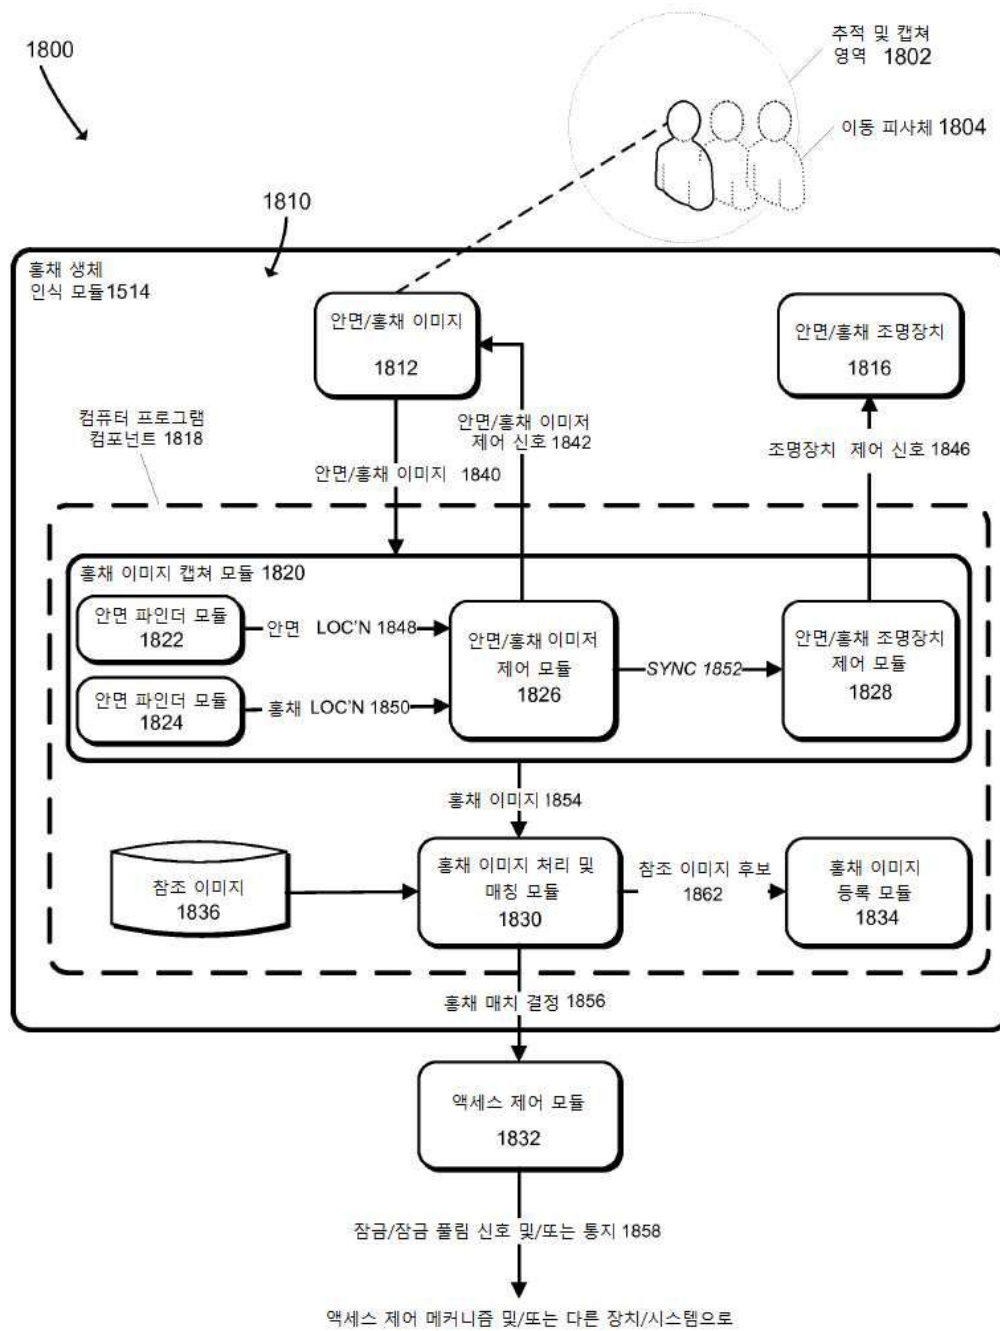 1800
추적 및 캡쳐
영역 1802
이동 피사체 1804
1810
홍채 생체
인식 모듈1514
안면/홍채 이미지
1812
안면/홍채 조명장치
1816
컴퓨터 프로그램
컴포넌트 1818
안면/홍채 이미저
제어 신호 1842
조명장치 제어 신호 1846
안면/홍채 이미지 1840
홍채 이미지 캡쳐 모듈 1820
안면 파인더 모듈
1822
안면 LOC'N 1848
안면/홍채 이미저
제어 모듈
1826
SYNC 1852
안면/홍채 조명장치
제어 모듈
1828
안면 파인더 모듈
1824
홍채 LOC'N 1850
홍채 이미지 1854
참조 이미지
1836
홍채 이미지 처리 및
매칭 모듈
1830
참조 이미지 후보
1862
홍채 이미지
등록 모듈
1834
홍채 매치 결정 1856
액세스 제어 모듈
1832
잠금/잠금 풀림 신호 및/또는 통지 1858
액세스 제어 메커니즘 및/또는 다른 장치/시스템으로